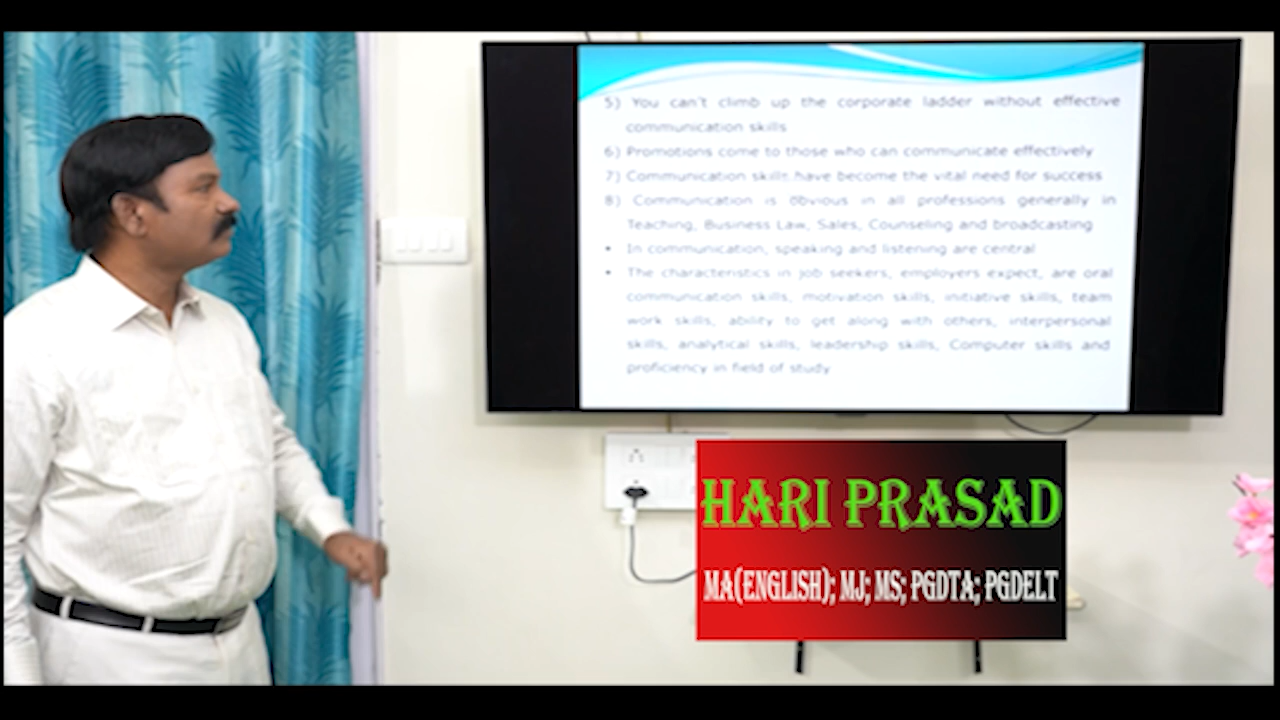 5) You can't climb up the corporate ladder without effective
communication skills
6) Promotions come to those who can communicate effectively
7) Communication skills have become the vital need for success
8) Communication is obvious in all professions generally in
Teaching, Business Law, Sales, Counseling and broadcasting
• In communication, speaking and listening are central
• The characteristics in job seekers, employers expect, are oral
communication skills, motivation skills, initiative skills, team
work skills, ability to get along with others, interpersonal
skills, analytical skills, leadership skills, Computer skills and
proficiency in field of study
HARI PRASAD
MA(ENGLISH); MJ; MS; PGDTA; PGDELT